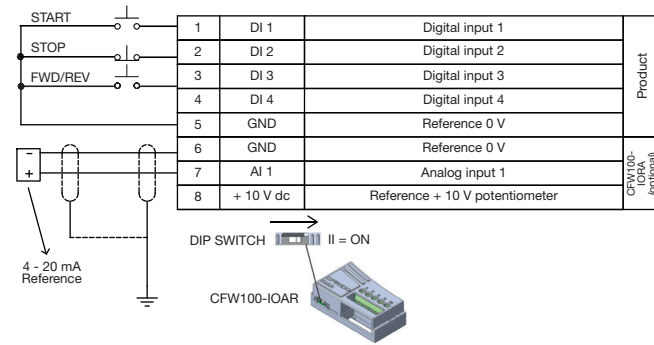 START
STOP
FWD/REV
1 DI 1 Digital input 1
2 DI 2 Digital input 2
3 DI 3 Digital input 3
4 DI 4 Digital input 4
5 GND Reference 0 V
Product
6 GND Reference 0 V
7 AI 1 Analog input 1
8 + 10 V dc Reference + 10 V potentiometer
CFW100-
IORA
(optional)
-
+
4 - 20 mA
Reference
DIP SWITCH II = ON
CFW100-IOAR